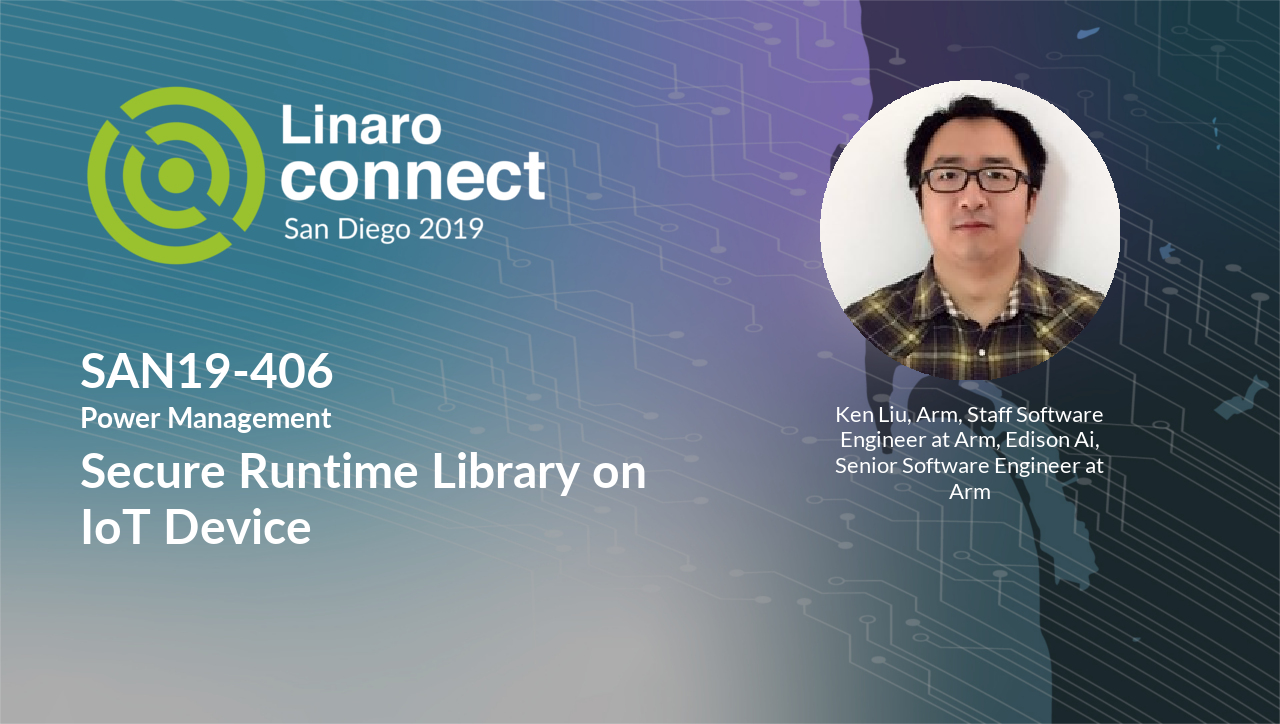 Linaro
connect
San Diego 2019
SAN19-406
Power Management
Secure Runtime Library on
IoT Device
Ken Liu, Arm, Staff Software
Engineer at Arm, Edison Ai,
Senior Software Engineer at
Arm